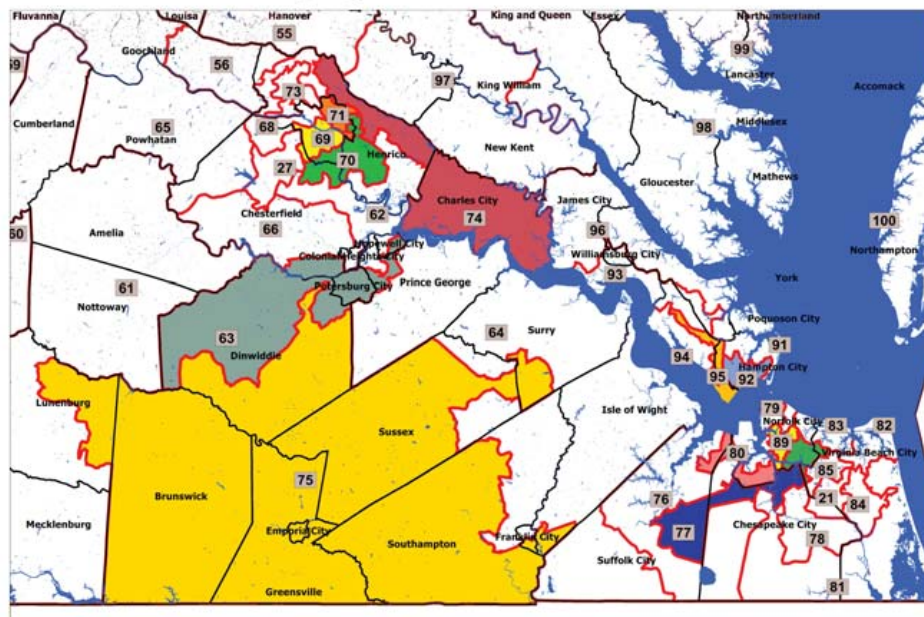 Fluvanna
Louisa
Hanover
King and Queen
Essex
Northumberland
55
Goochland
56
99
59
Lancaster
73
97
King William
Accomack
Cumberland
65
Powhatan
68
71
69
98
Middlesex
27
70
Henrico
New Kent
Gloucester
Mathews
Charles City
James City
74
Chesterfield
62
66
96
100
60
Amelia
Hopewell City
Williamsburg City
Northampton
Colonial Heights City
93
York
61
Nottoway
Petersburg City
Prince George
Poquoson City
63
64
Surry
91
Dinwiddie
94
Hampton City
95
92
Lunenburg
Isle of Wight
79
Norfolk City
83
82
Sussex
89
80
Virginia Beach City
85
75
76
21
84
Brunswick
Mecklenburg
Emporia City
77
Chesapeake City
Southampton
Franklin City
78
Suffolk City
81
Greensville